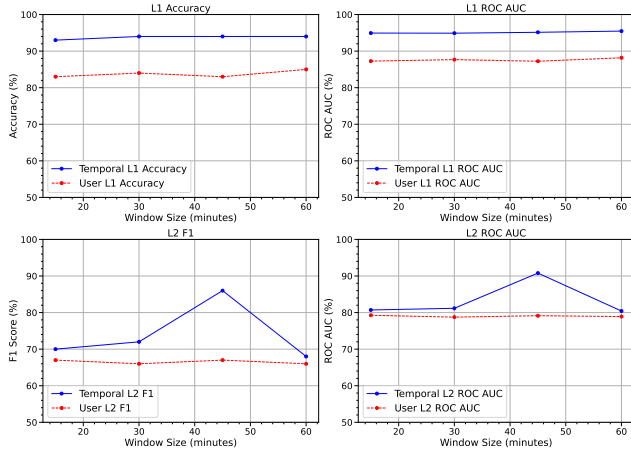 L1 Accuracy
100
90
80
70
60
50
Accuracy (%)
Temporal L1 Accuracy
User L1 Accuracy
20 30 40 50 60
Window Size (minutes)
L1 ROC AUC
100
90
80
70
60
50
ROC AUC (%)
Temporal L1 ROC AUC
User L1 ROC AUC
20 30 40 50 60
Window Size (minutes)
L2 F1
100
90
80
70
60
50
F1 Score (%)
Temporal L2 F1
User L2 F1
20 30 40 50 60
Window Size (minutes)
L2 ROC AUC
100
90
80
70
60
50
ROC AUC (%)
Temporal L2 ROC AUC
User L2 ROC AUC
20 30 40 50 60
Window Size (minutes)